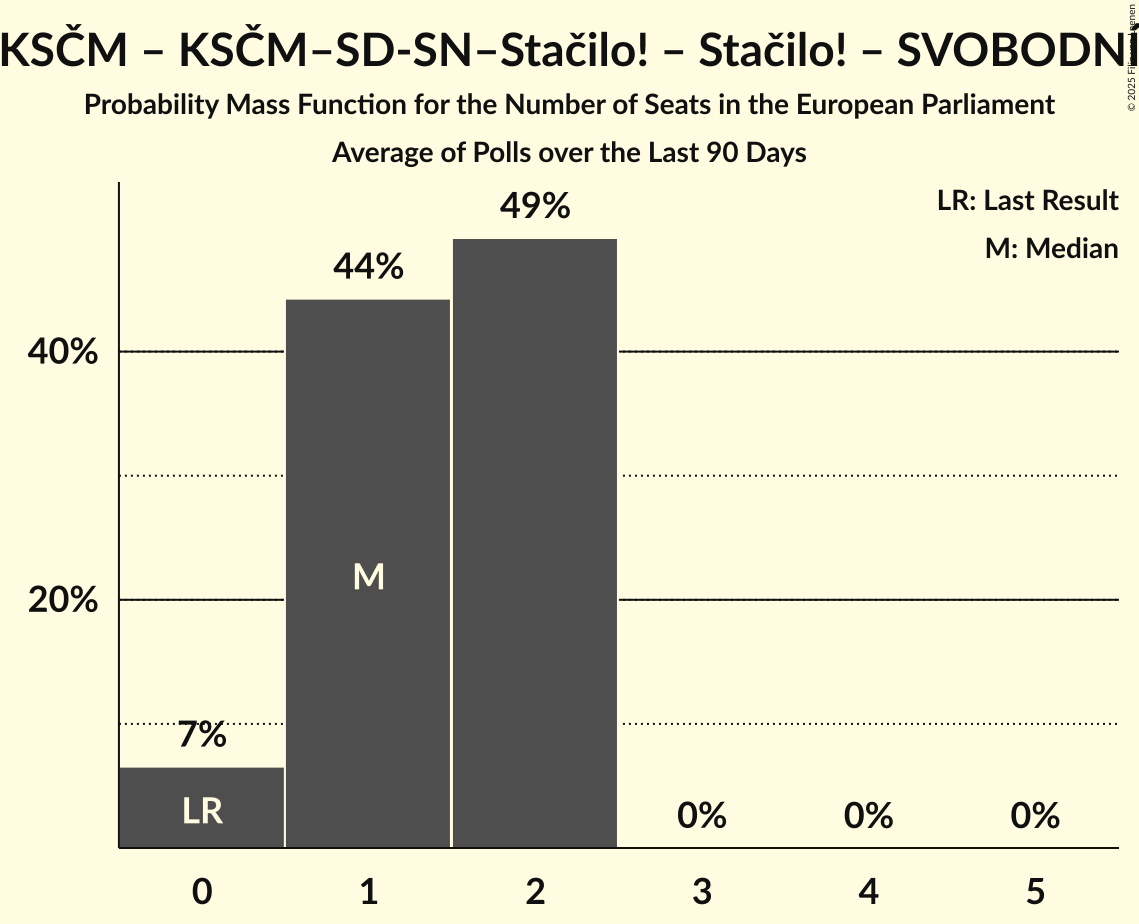 KSČM – KSČM–SD-SN–Stačilo! – Stačilo! – SVOBODNÍ
Probability Mass Function for the Number of Seats in the European Parliament
Average of Polls over the Last 90 Days
© 2025 Filip
LR: Last Result
M: Median
49%
44%
40%
M
20%
7%
LR
0% 0% 0%
0 1 2 3 4 5